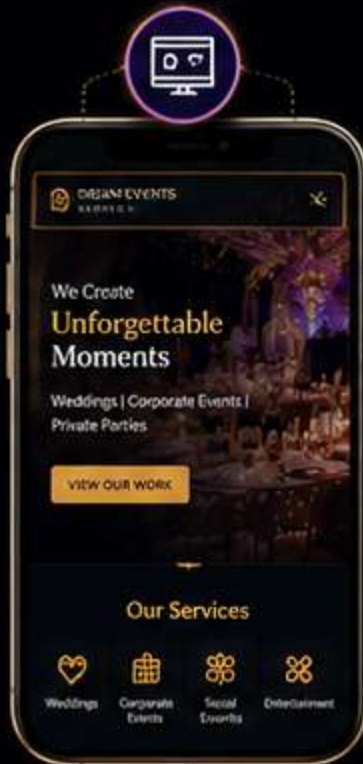 DREAM EVENTS
We Create
Unforgettable
Moments
Weddings | Corporate Events |
Private Parties
VIEW OUR WORK
Our Services
Weddings
Corporate
Events
Social
Events
Entertainment